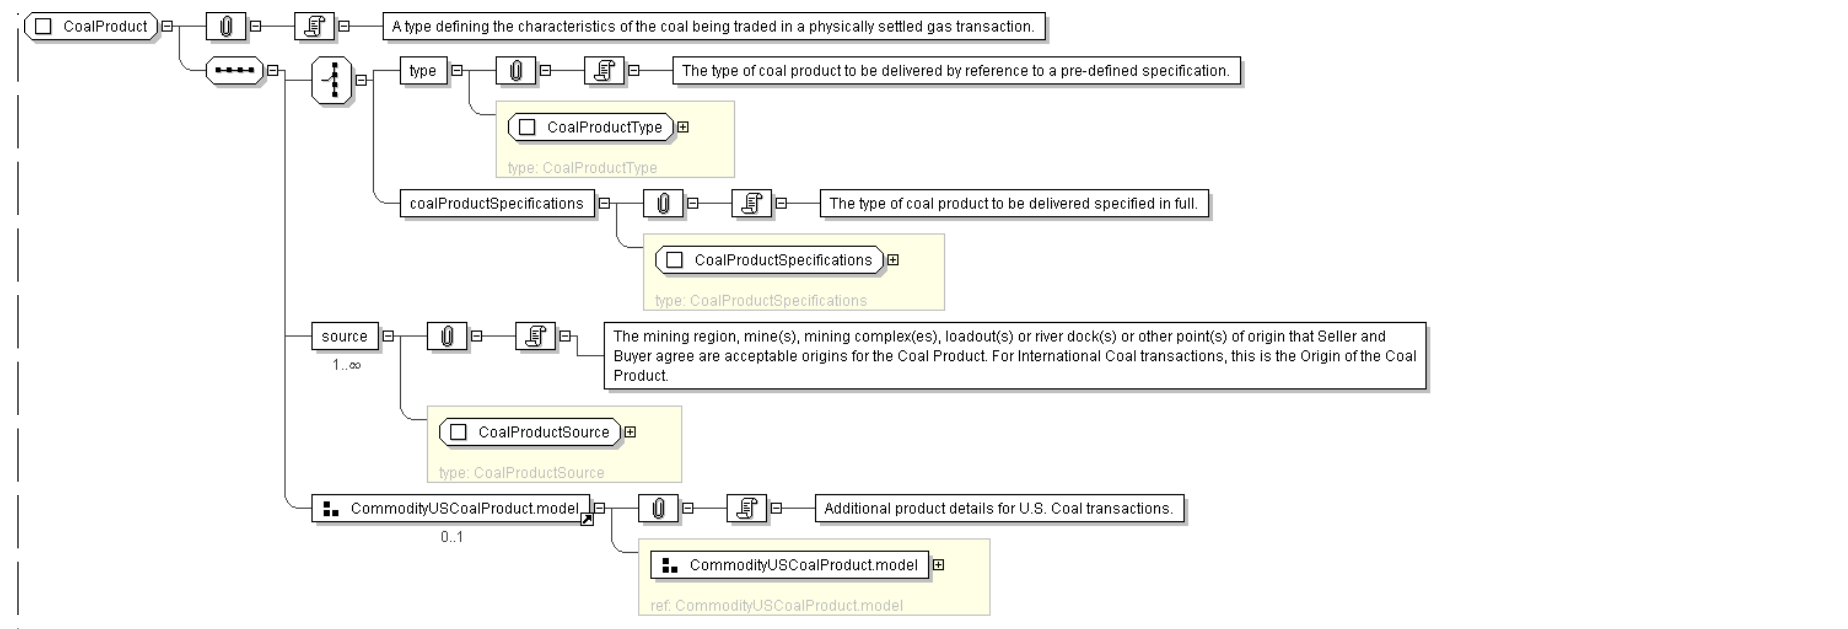 CoalProduct
A type defining the characteristics of the coal being traded in a physically settled gas transaction.
type
The type of coal product to be delivered by reference to a pre-defined specification.
CoalProductType
type: CoalProductType
coalProductSpecifications
The type of coal product to be delivered specified in full.
CoalProductSpecifications
type: CoalProductSpecifications
source
1..∞
The mining region, mine(s), mining complex(es), loadout(s) or river dock(s) or other point(s) of origin that Seller and
Buyer agree are acceptable origins for the Coal Product. For International Coal transactions, this is the Origin of the Coal
Product.
CoalProductSource
type: CoalProductSource
CommodityUSCoalProduct.model
0..1
Additional product details for U.S. Coal transactions.
CommodityUSCoalProduct.model
ref: CommodityUSCoalProduct.model